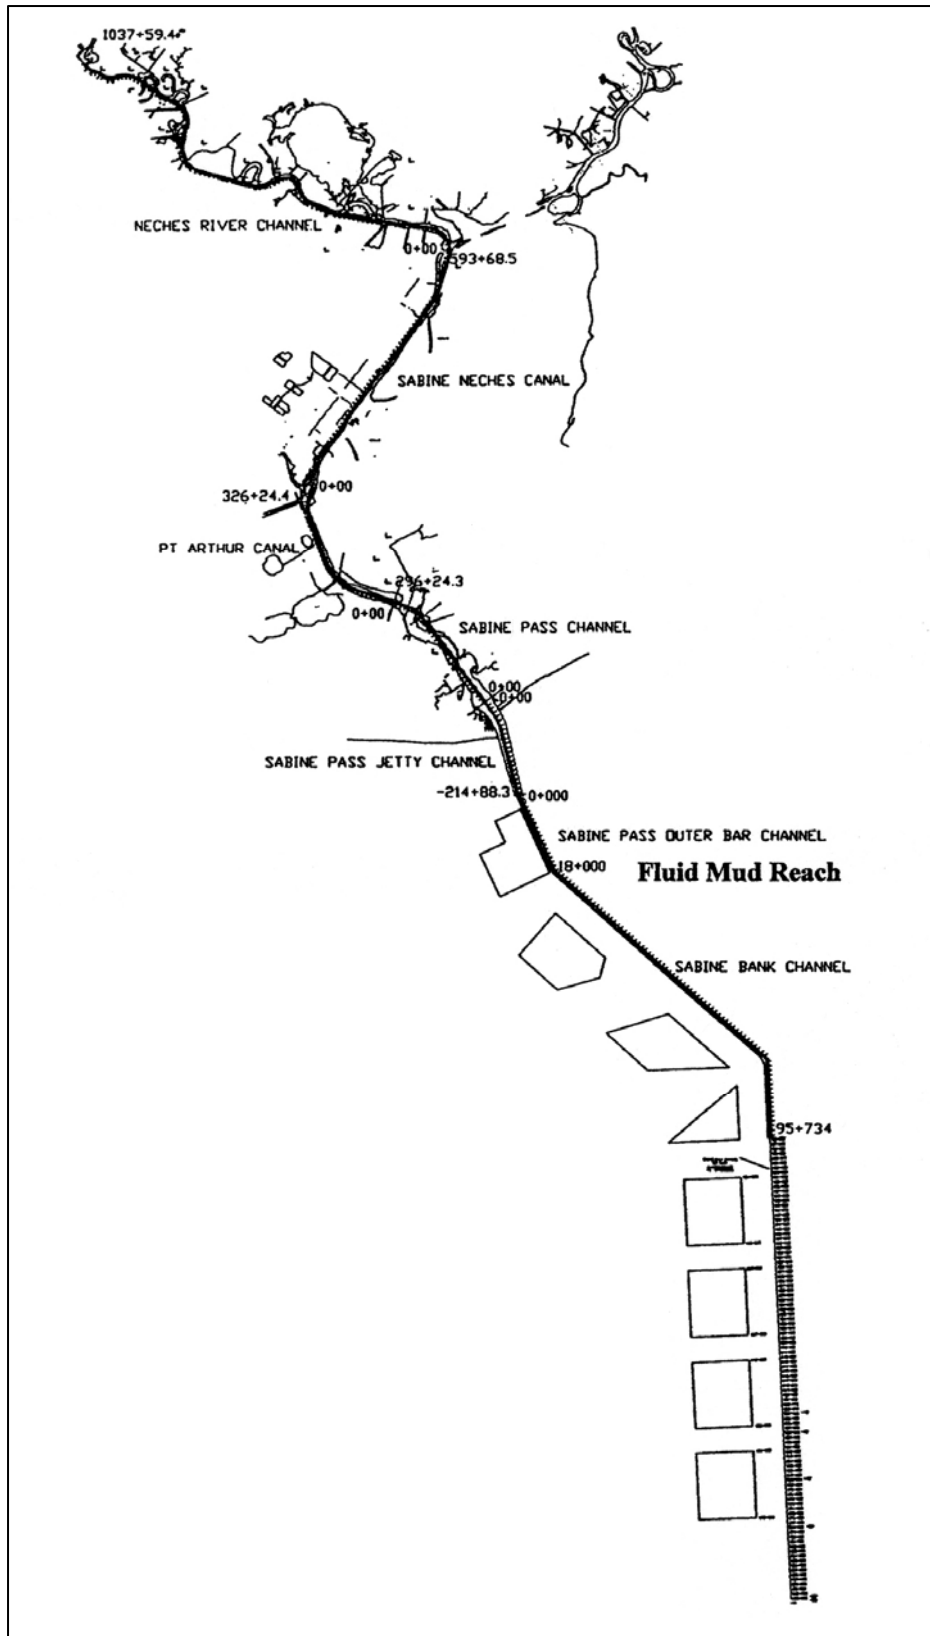 1037+59.4
NECHES RIVER CHANNEL
0+00
593+68.5
SABINE NECHES CANAL
326+24.4
0+00
PT ARTHUR CANAL
296+24.3
0+00
SABINE PASS CHANNEL
0+00
0+00
SABINE PASS JETTY CHANNEL
-214+88.3
0+000
SABINE PASS OUTER BAR CHANNEL
18+000
Fluid Mud Reach
SABINE BANK CHANNEL
95+734